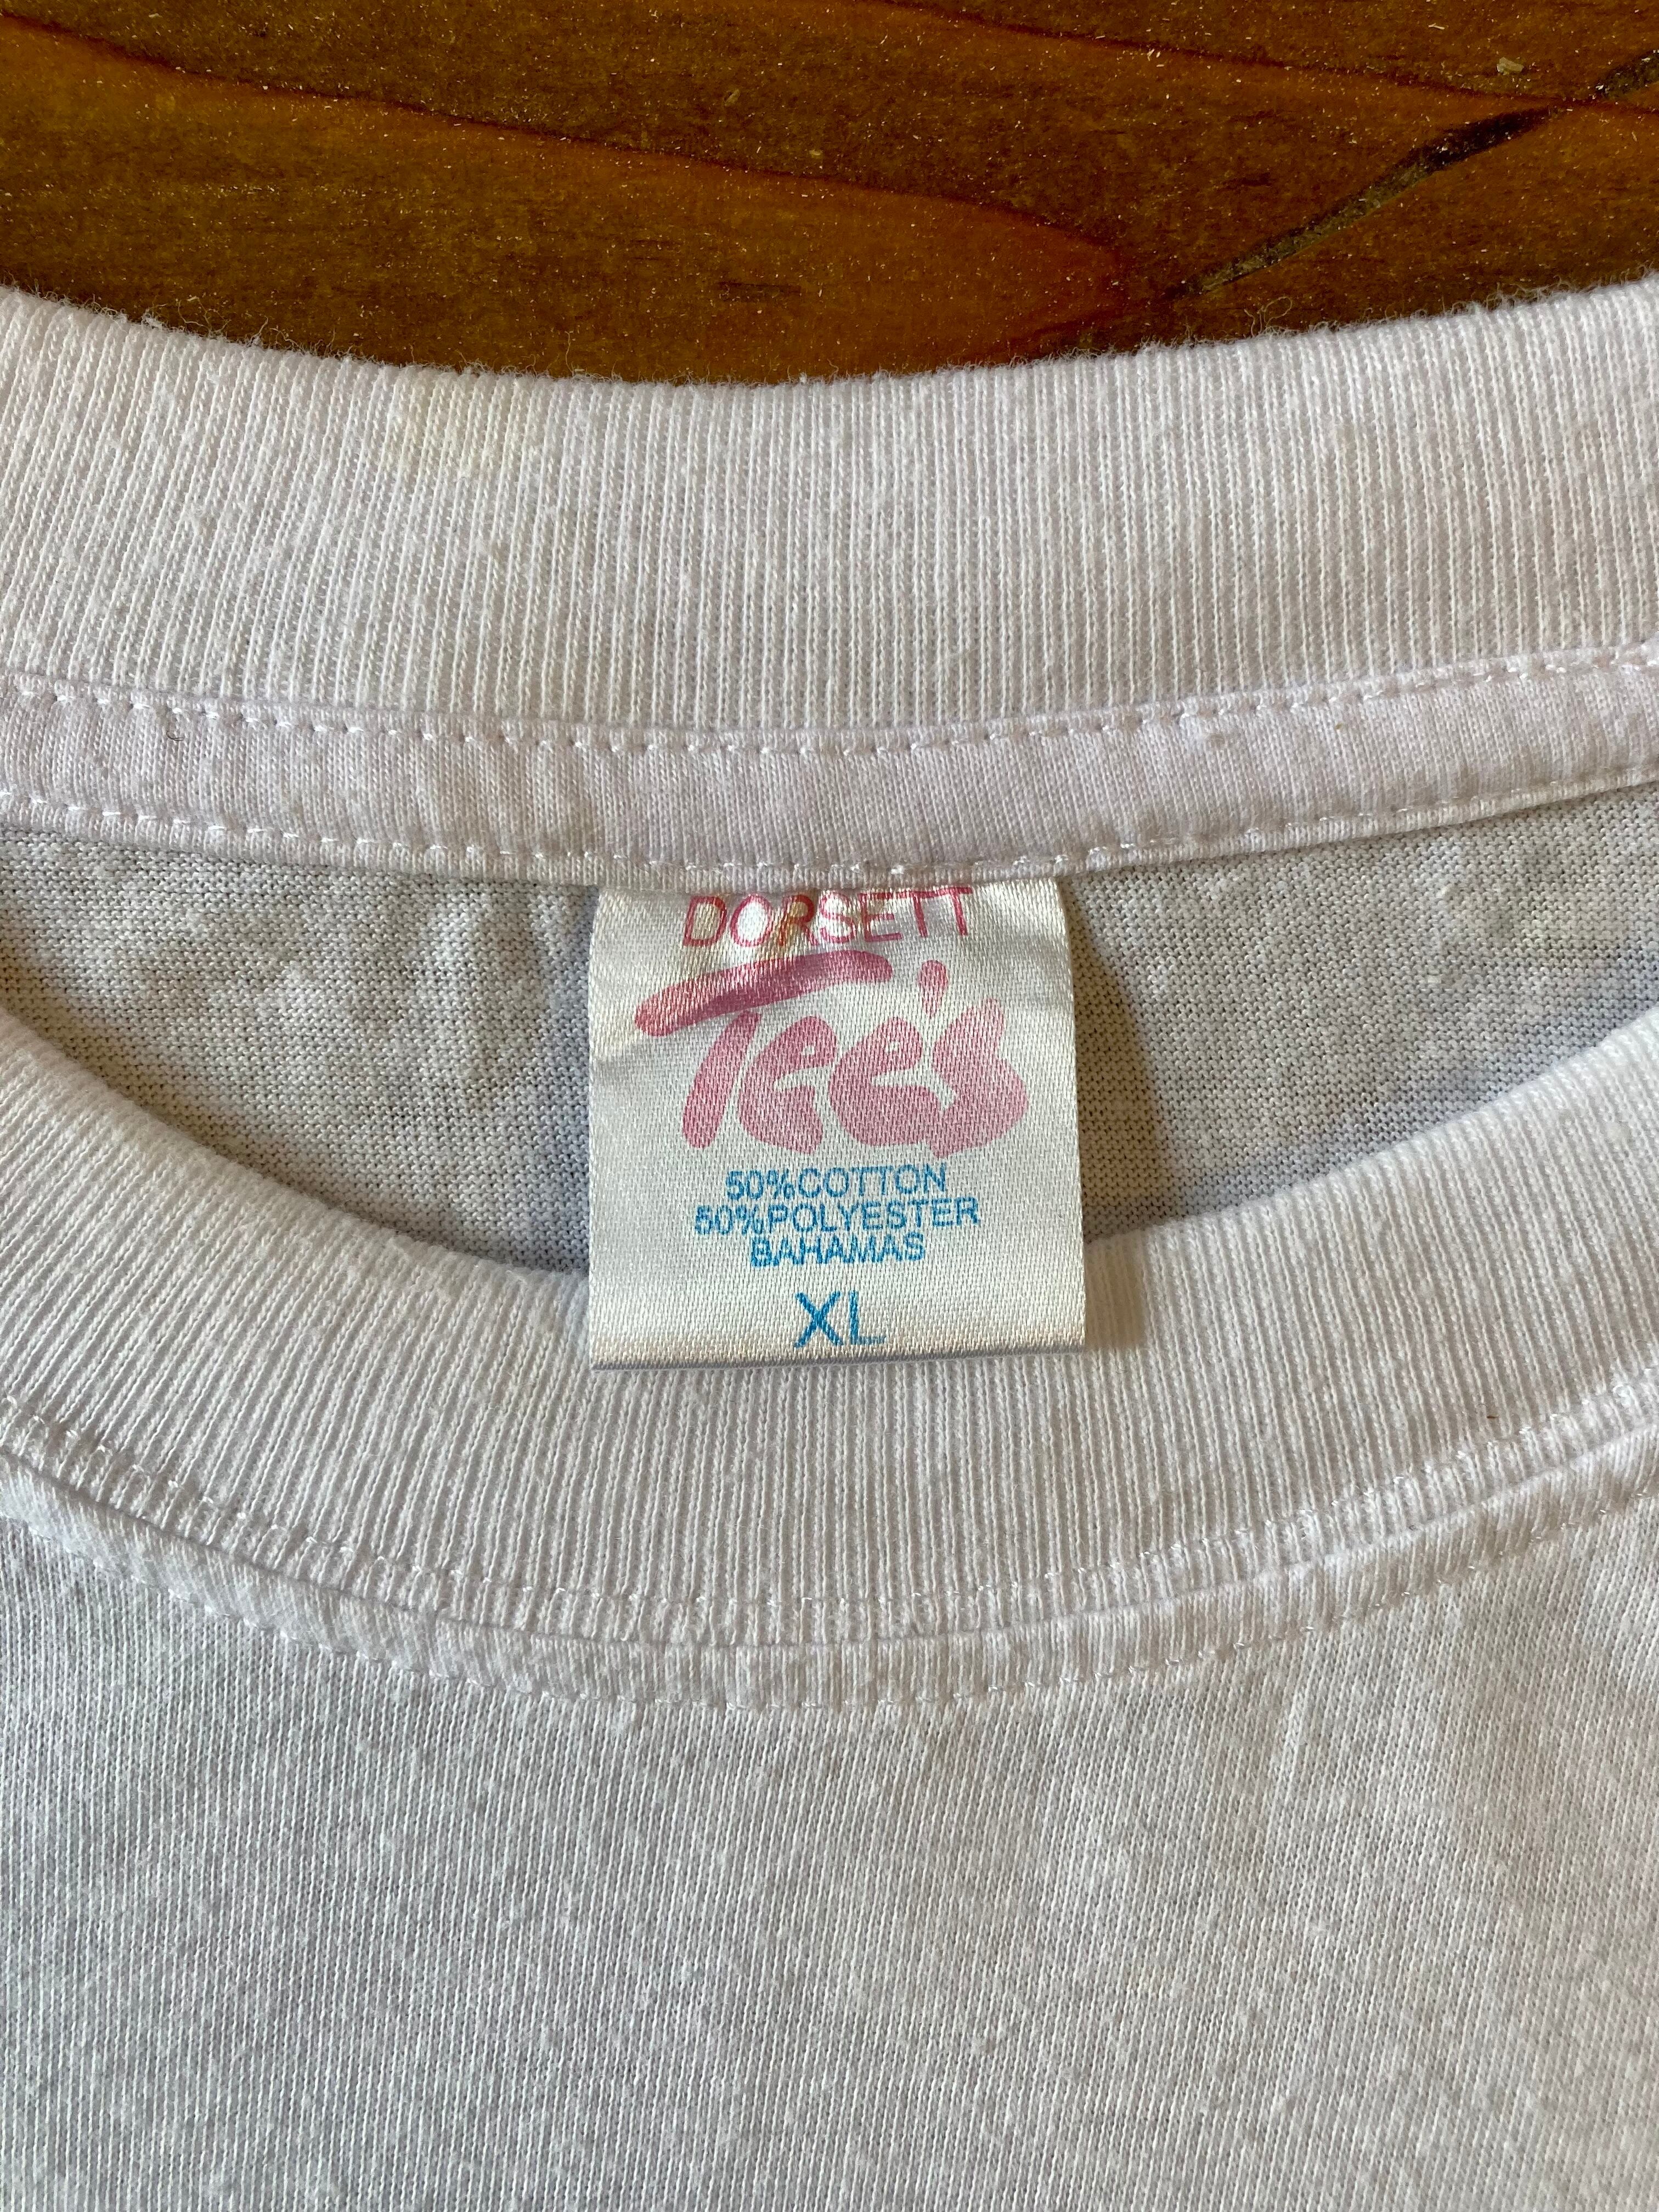 DORSETT
Tee's
50%COTTON
50%POLYESTER
BAHAMAS
XL